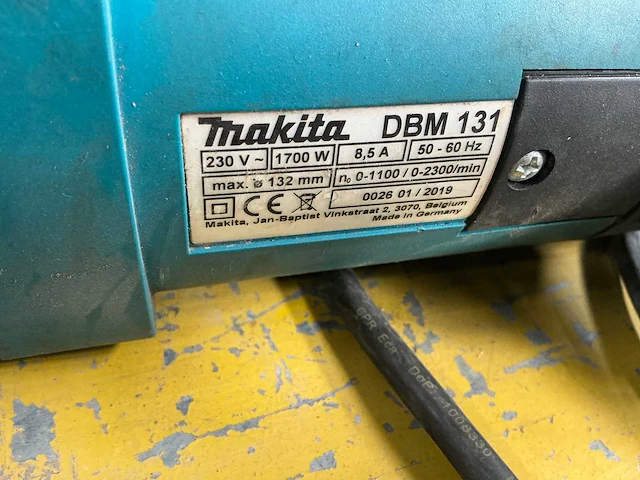 makita DBM 131
230 V ~ 1700 W 8,5 A 50 - 60 Hz
max. ø 132 mm n₀ 0-1100 / 0-2300/min
CE 0026 01 / 2019
Makita, Jan-Baptist Vinkstraat 2, 3070, Belgium
Made in Germany